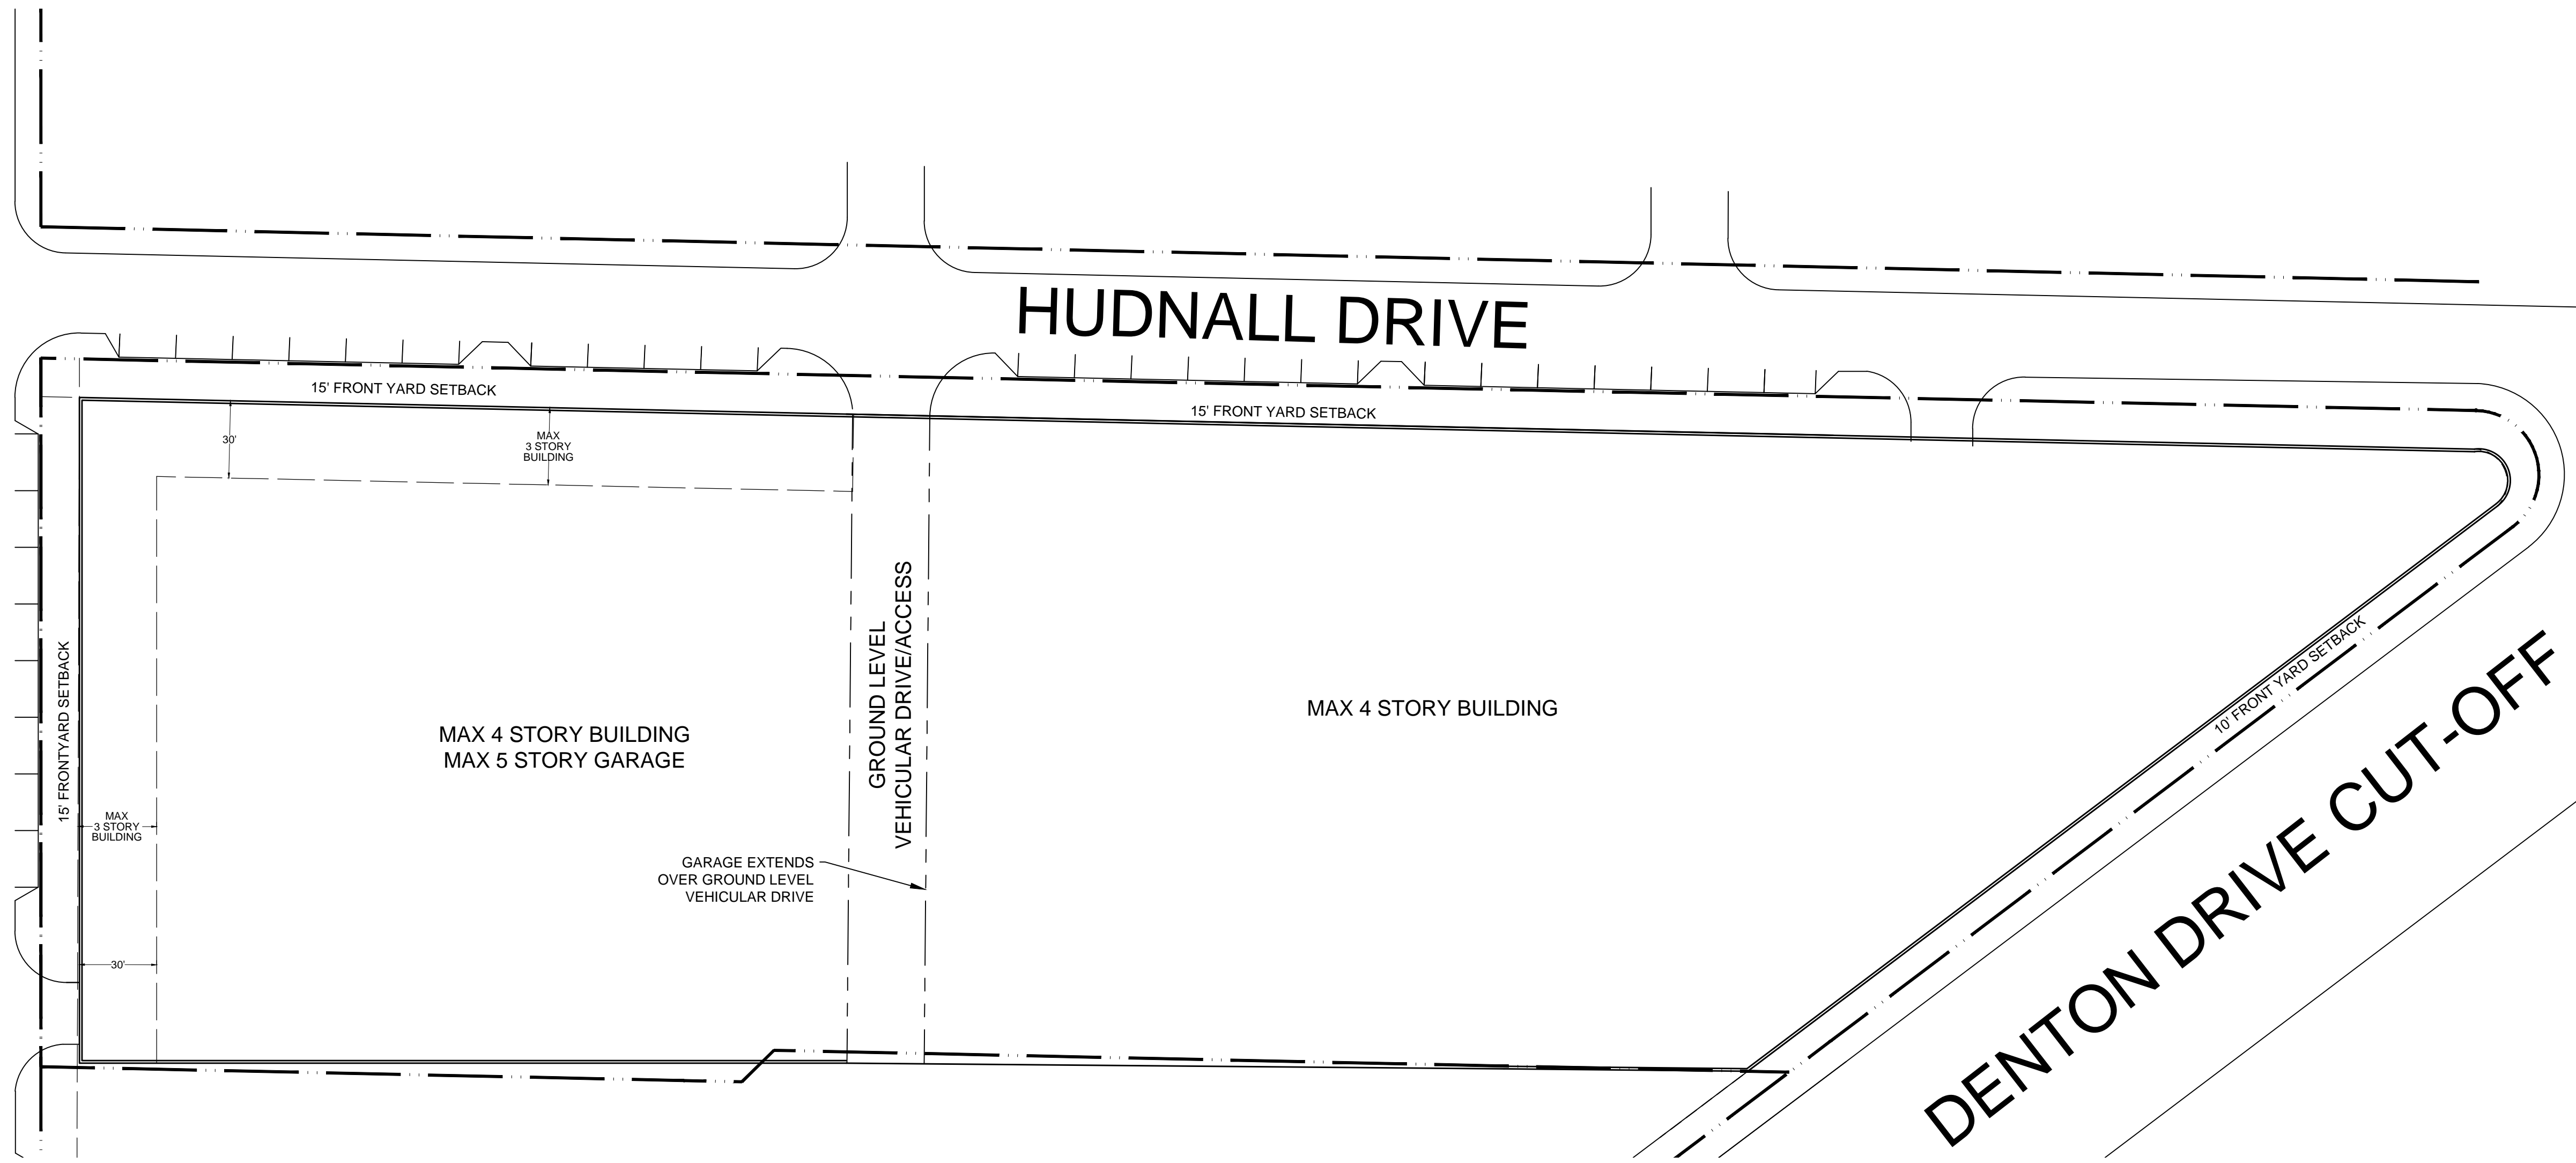 HUDNALL DRIVE
15' FRONT YARD SETBACK
15' FRONT YARD SETBACK
30'
MAX
3 STORY
BUILDING
15' FRONTYARD SETBACK
MAX 4 STORY BUILDING
MAX 5 STORY GARAGE
GROUND LEVEL
VEHICULAR DRIVE/ACCESS
MAX 4 STORY BUILDING
10' FRONT YARD SETBACK
DENTON DRIVE CUT-OFF
MAX
3 STORY
BUILDING
GARAGE EXTENDS
OVER GROUND LEVEL
VEHICULAR DRIVE
30'